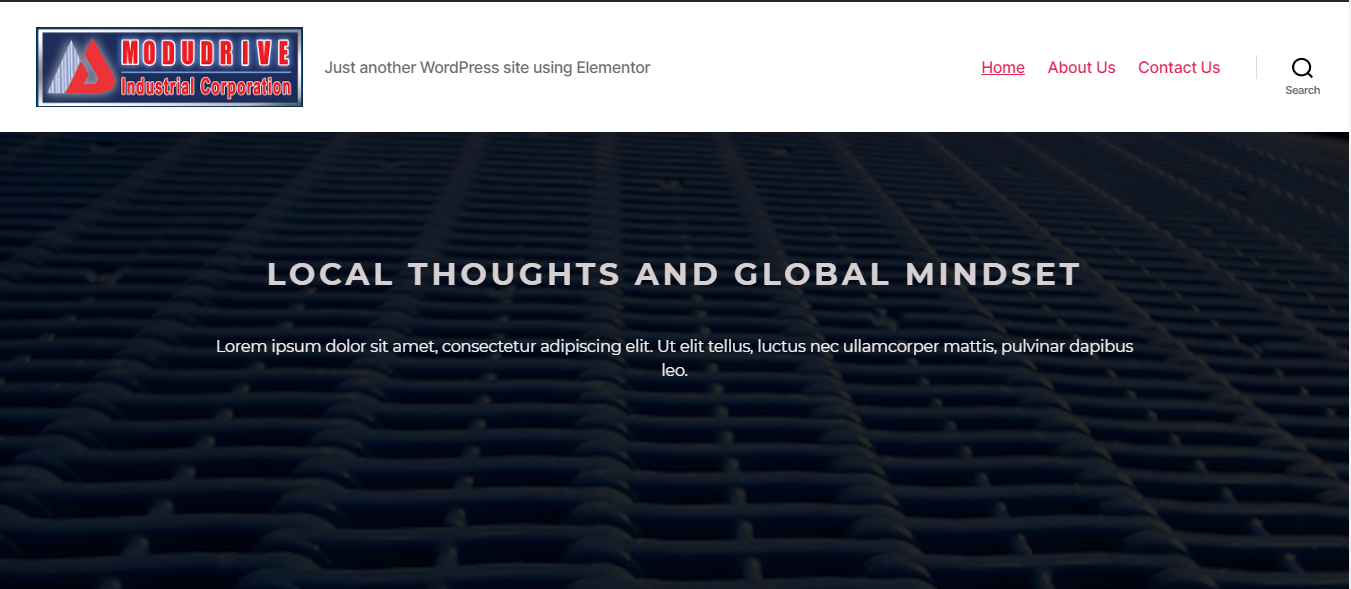 MODUDRIVE
Industrial Corporation
Just another WordPress site using Elementor
Home
About Us
Contact Us
Search
LOCAL THOUGHTS AND GLOBAL MINDSET
Lorem ipsum dolor sit amet, consectetur adipiscing elit. Ut elit tellus, luctus nec ullamcorper mattis, pulvinar dapibus
leo.